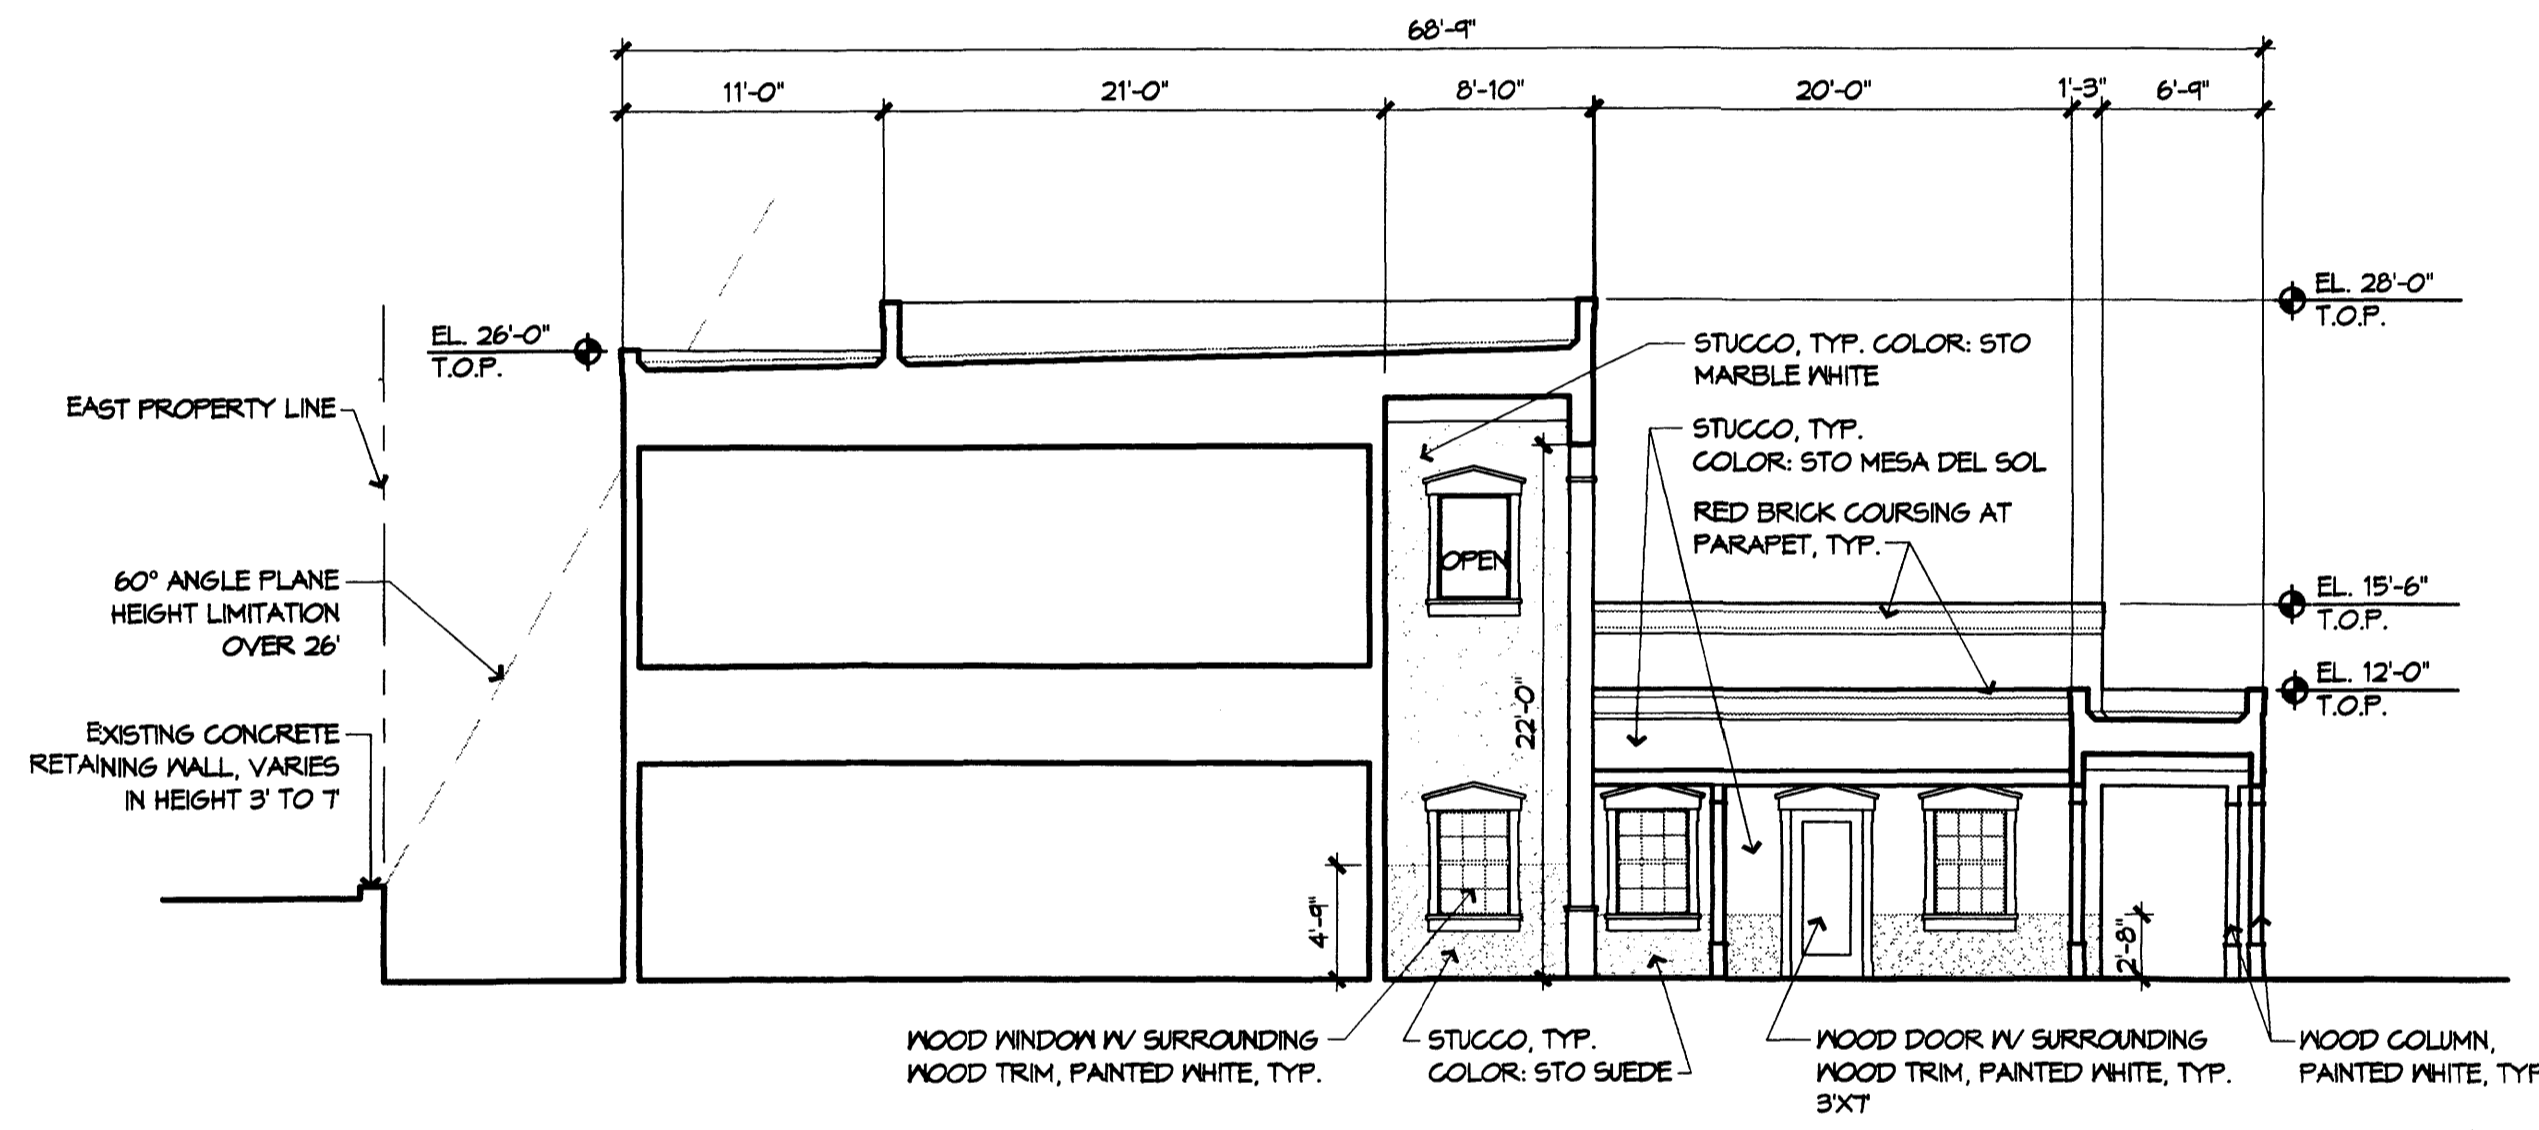 68'-9"
11'-0"
21'-0"
8'-10"
20'-0"
1'-3"
6'-9"
EL. 28'-0"
T.O.P.
EL. 26'-0"
T.O.P.
STUCCO, TYP. COLOR: STO
MARBLE WHITE
EAST PROPERTY LINE
STUCCO, TYP.
COLOR: STO MESA DEL SOL
RED BRICK COURSING AT
PARAPET, TYP.
OPEN
60° ANGLE PLANE
HEIGHT LIMITATION
OVER 26'
EL. 15'-6"
T.O.P.
EL. 12'-0"
T.O.P.
22'-0"
EXISTING CONCRETE
RETAINING WALL, VARIES
IN HEIGHT 3' TO 7'
4'-9"
2'-8"
WOOD WINDOW W/ SURROUNDING
WOOD TRIM, PAINTED WHITE, TYP.
STUCCO, TYP.
COLOR: STO SUEDE
WOOD DOOR W/ SURROUNDING
WOOD TRIM, PAINTED WHITE, TYP.
3'X7'
WOOD COLUMN,
PAINTED WHITE, TYP